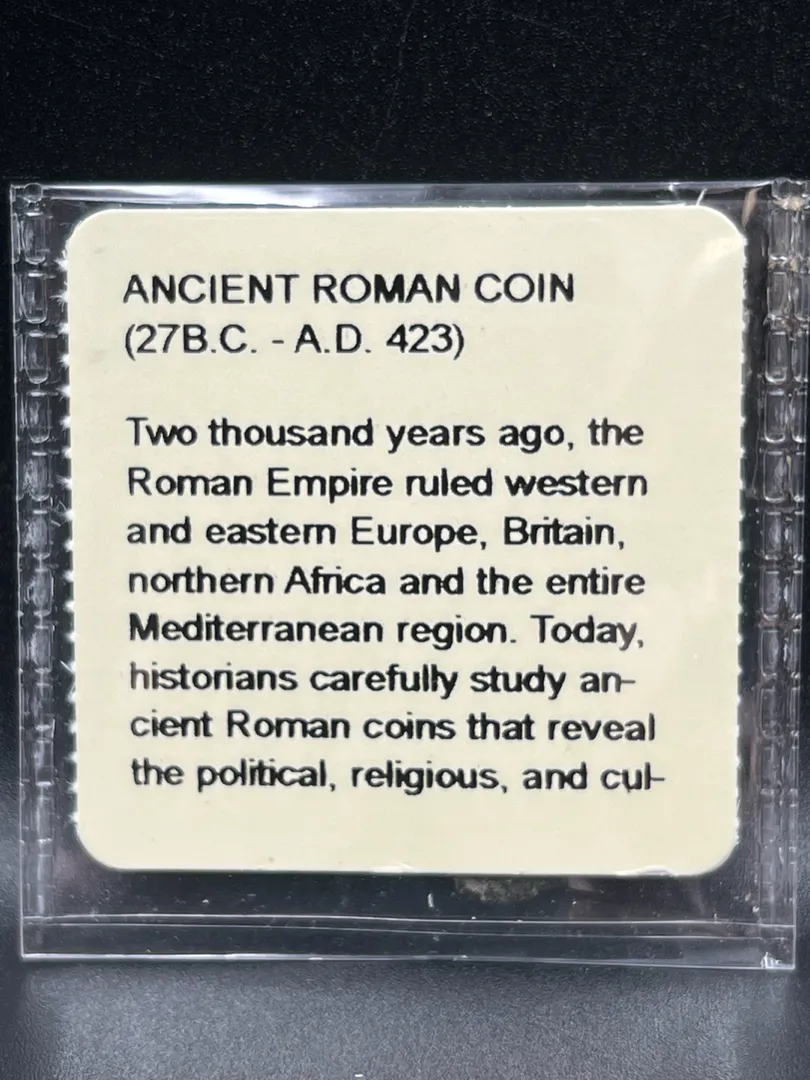 ANCIENT ROMAN COIN
(27B.C. - A.D. 423)
Two thousand years ago, the
Roman Empire ruled western
and eastern Europe, Britain,
northern Africa and the entire
Mediterranean region. Today,
historians carefully study an-
cient Roman coins that reveal
the political, religious, and cul-